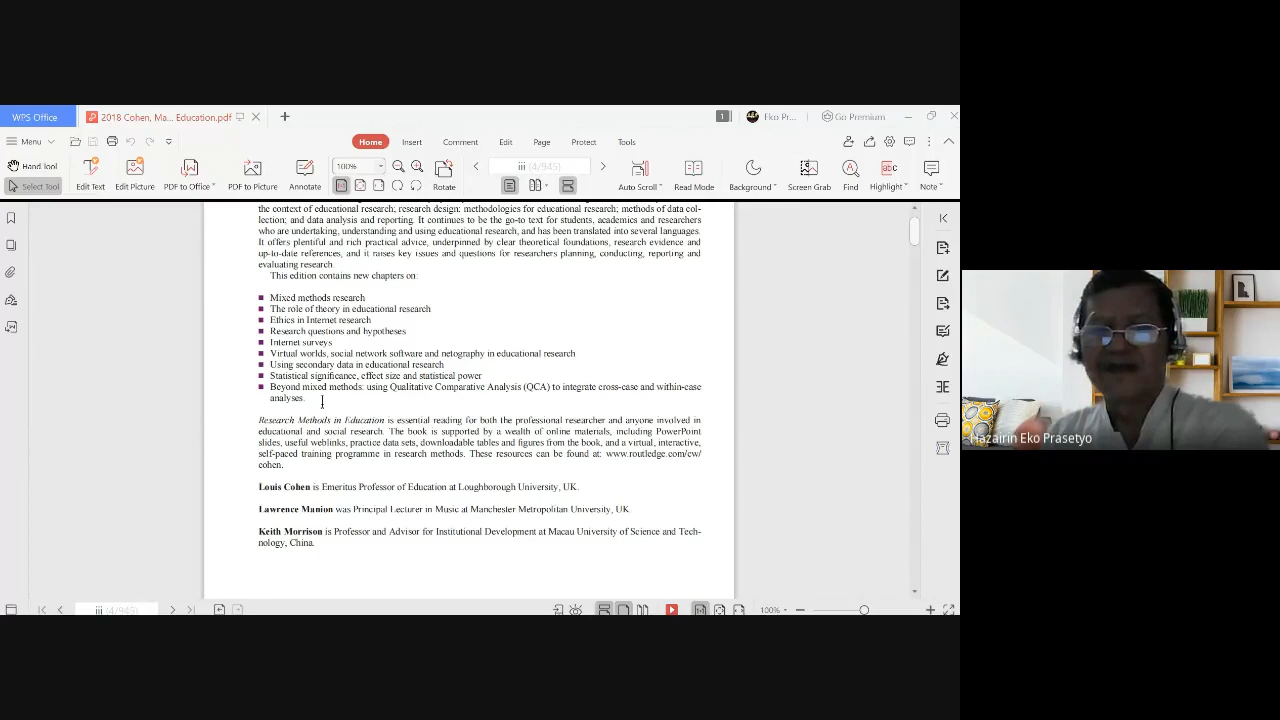 WPS Office
2018 Cohen, Ma... Education.pdf
1
Eko Pr...
Go Premium
Menu
Home Insert Comment Edit Page Protect Tools
Hand Tool
Select Tool
Edit Text
Edit Picture
PDF to Office
PDF to Picture
Annotate
100%
Rotate
iii (4/945)
Auto Scroll
Read Mode
Background
Screen Grab
Find
Highlight
Note
the context of educational research; research design: methodologies for educational research; methods of data col-
lection; and data analysis and reporting. It continues to be the go-to text for students, academics and researchers
who are undertaking, understanding and using educational research, and has been translated into several languages.
It offers plentiful and rich practical advice, underpinned by clear theoretical foundations, research evidence and
up-to-date references, and it raises key issues and questions for researchers planning, conducting, reporting and
evaluating research.
This edition contains new chapters on:
■ Mixed methods research
■ The role of theory in educational research
■ Ethics in Internet research
■ Research questions and hypotheses
■ Internet surveys
■ Virtual worlds, social network software and netography in educational research
■ Using secondary data in educational research
■ Statistical significance, effect size and statistical power
■ Beyond mixed methods: using Qualitative Comparative Analysis (QCA) to integrate cross-case and within-case
analyses.
Research Methods in Education is essential reading for both the professional researcher and anyone involved in
educational and social research. The book is supported by a wealth of online materials, including PowerPoint
slides, useful weblinks, practice data sets, downloadable tables and figures from the book, and a virtual, interactive,
self-paced training programme in research methods. These resources can be found at: www.routledge.com/cw/
cohen.
Louis Cohen is Emeritus Professor of Education at Loughborough University, UK.
Lawrence Manion was Principal Lecturer in Music at Manchester Metropolitan University, UK.
Keith Morrison is Professor and Advisor for Institutional Development at Macau University of Science and Tech-
nology, China.
iii (4/945)
100%
Hazairin Eko Prasetyo